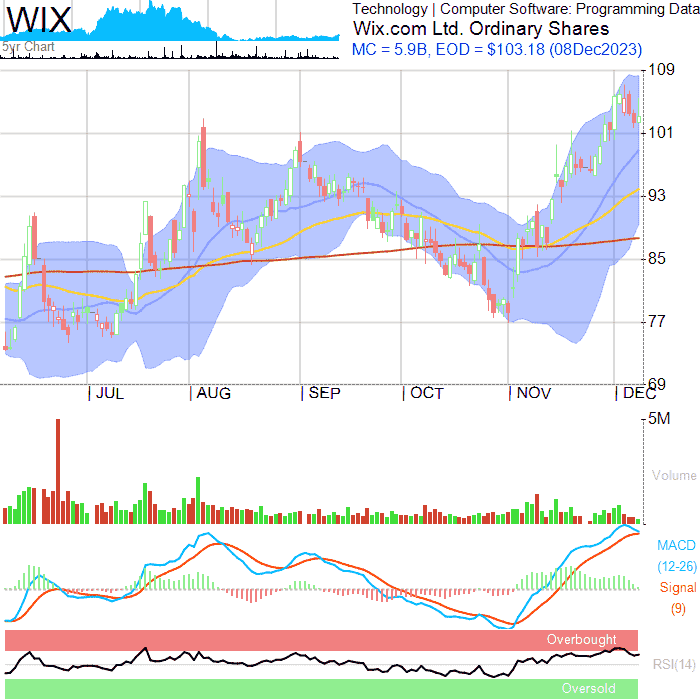 WIX
5yr Chart
Technology | Computer Software: Programming Data
Wix.com Ltd. Ordinary Shares
MC = 5.9B, EOD = $103.18 (08Dec2023)
109
101
93
85
77
69
JUL AUG SEP OCT NOV DEC
5M
Volume
MACD
(12-26)
Signal
(9)
Overbought
RSI(14)
Oversold